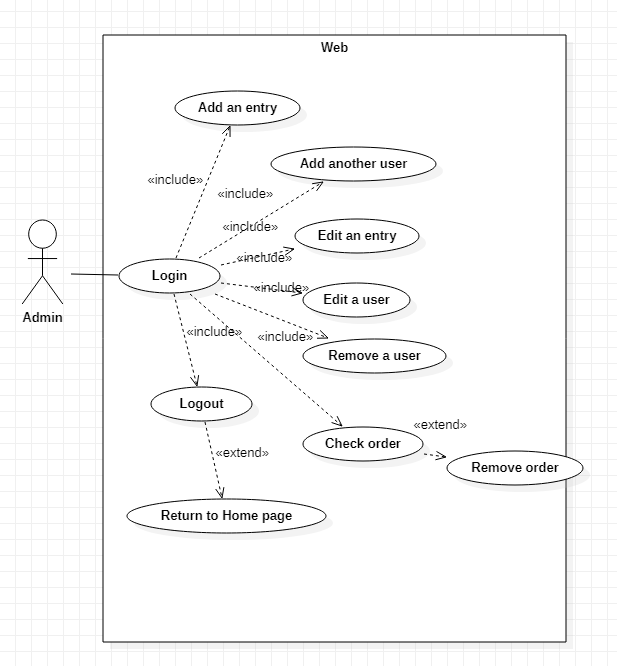 Web
Add an entry
Add another user
«include»
«include»
«include»
Edit an entry
«include»
Login
Edit a user
«include»
Admin
«include»
«include»
Remove a user
Logout
«extend»
Check order
«extend»
Remove order
Return to Home page